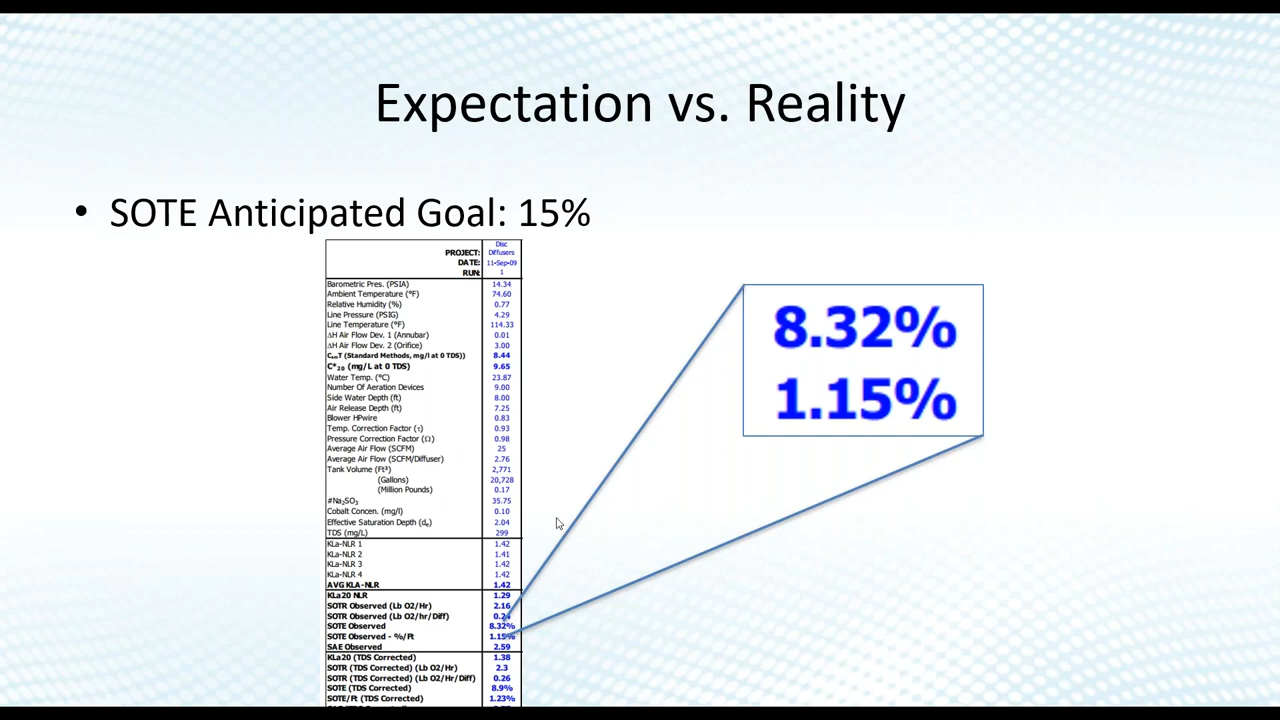 Expectation vs. Reality
• SOTE Anticipated Goal: 15%
PROJECT: Disc Diffusers
DATE: 11-Sep-09
RUN: 1
Barometric Pres. (PSIA) 14.34
Ambient Temperature (°F) 74.60
Relative Humidity (%) 0.77
Line Pressure (PSIG) 4.29
Line Temperature (°F) 114.33
ΔH Air Flow Dev. 1 (Annubar) 0.01
ΔH Air Flow Dev. 2 (Orifice) 3.00
(Standard Methods, mg/l at 0 TDS)) 8.44
C*20 (mg/L at 0 TDS) 9.65
Water Temp. (°C) 23.87
Number Of Aeration Devices 9.00
Side Water Depth (ft) 8.00
Air Release Depth (ft) 7.25
Blower HPwire 0.83
Temp. Correction Factor (τ) 0.93
Pressure Correction Factor (Ω) 0.98
Average Air Flow (SCFM) 25
Average Air Flow (SCFM/Diffuser) 2.76
Tank Volume (Ft³) 2,771
(Gallons) 20,728
(Million Pounds) 0.17
#Na2SO3 35.75
Cobalt Concen. (mg/l) 0.10
Effective Saturation Depth (de) 2.04
TDS (mg/L) 299
KLa-NLR 1 1.42
KLa-NLR 2 1.41
KLa-NLR 3 1.42
KLa-NLR 4 1.42
AVG KLA-NLR 1.42
KLa20 NLR 1.29
SOTR Observed (Lb O2/Hr) 2.16
SOTR Observed (Lb O2/hr/Diff)
SOTE Observed 8.32%
SOTE Observed - %/Ft 1.15%
SAE Observed 2.59
KLa20 (TDS Corrected) 1.38
SOTR (TDS Corrected) (Lb O2/Hr) 2.3
SOTR (TDS Corrected) (Lb O2/Hr/Diff) 0.26
SOTE (TDS Corrected) 8.9%
SOTE/Ft (TDS Corrected) 1.23%
8.32%
1.15%